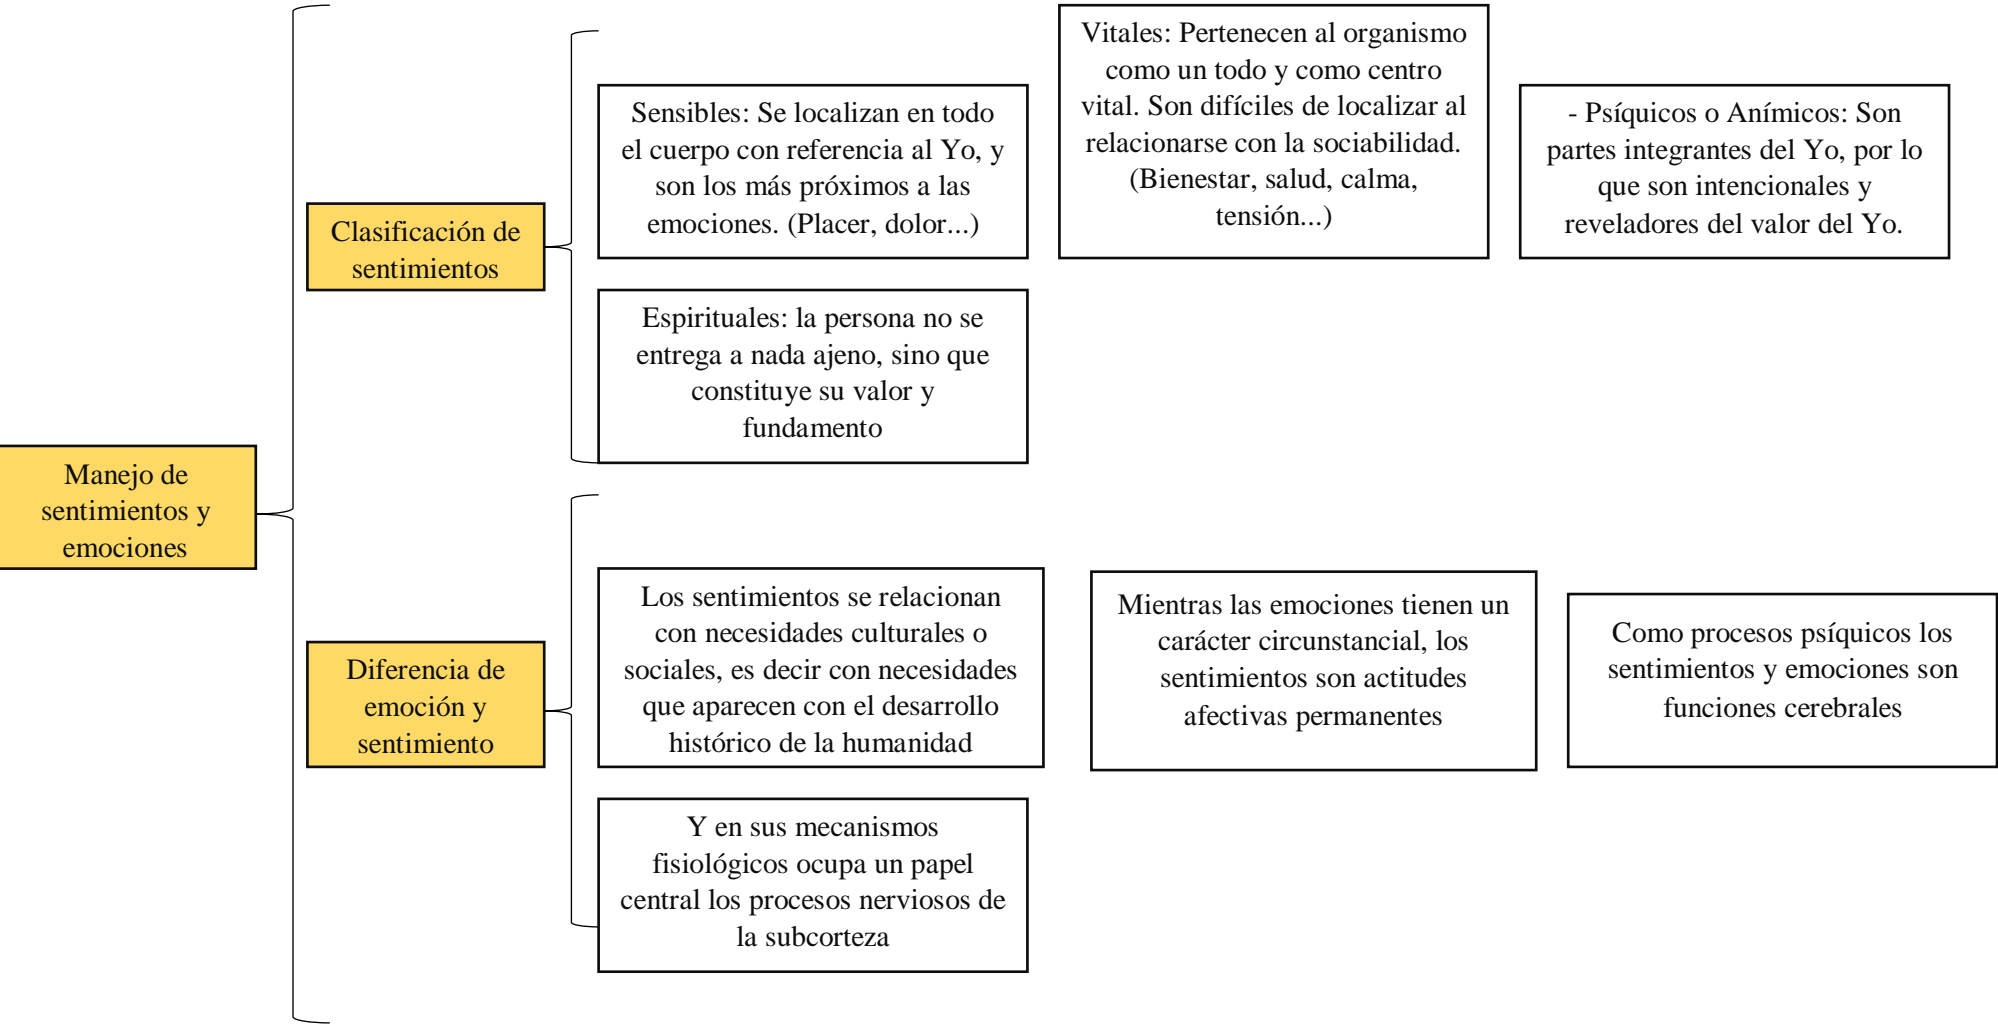 Manejo de
sentimientos y
emociones
Clasificación de
sentimientos
Sensibles: Se localizan en todo
el cuerpo con referencia al Yo, y
son los más próximos a las
emociones. (Placer, dolor...)
Vitales: Pertenecen al organismo
como un todo y como centro
vital. Son difíciles de localizar al
relacionarse con la sociabilidad.
(Bienestar, salud, calma,
tensión...)
- Psíquicos o Anímicos: Son
partes integrantes del Yo, por lo
que son intencionales y
reveladores del valor del Yo.
Espirituales: la persona no se
entrega a nada ajeno, sino que
constituye su valor y
fundamento
Diferencia de
emoción y
sentimiento
Los sentimientos se relacionan
con necesidades culturales o
sociales, es decir con necesidades
que aparecen con el desarrollo
histórico de la humanidad
Mientras las emociones tienen un
carácter circunstancial, los
sentimientos son actitudes
afectivas permanentes
Como procesos psíquicos los
sentimientos y emociones son
funciones cerebrales
Y en sus mecanismos
fisiológicos ocupa un papel
central los procesos nerviosos de
la subcorteza